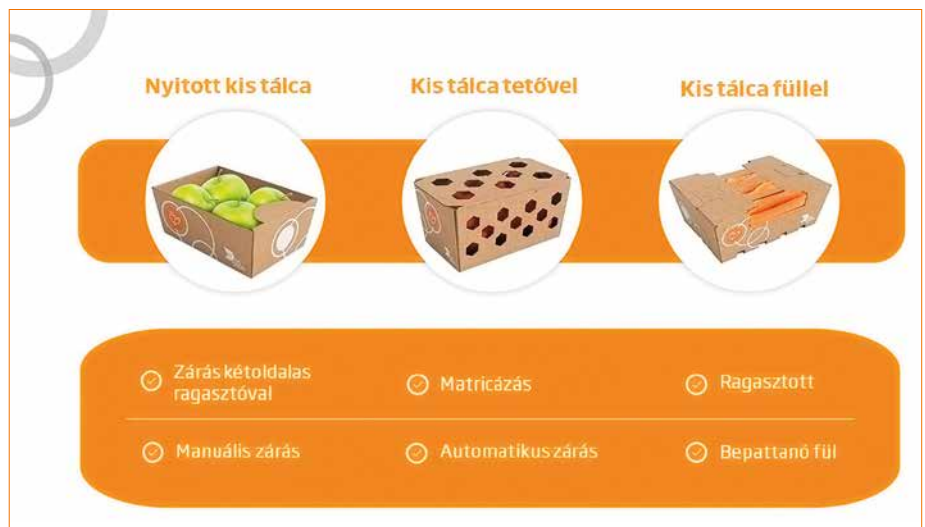 Nyitott kis tálca
Kis tálca tetővel
Kis tálca füllel
Zárás kétoldalas
ragasztóval
Matricázás
Ragasztott
Manuális zárás
Automatikus zárás
Bepattanó fül